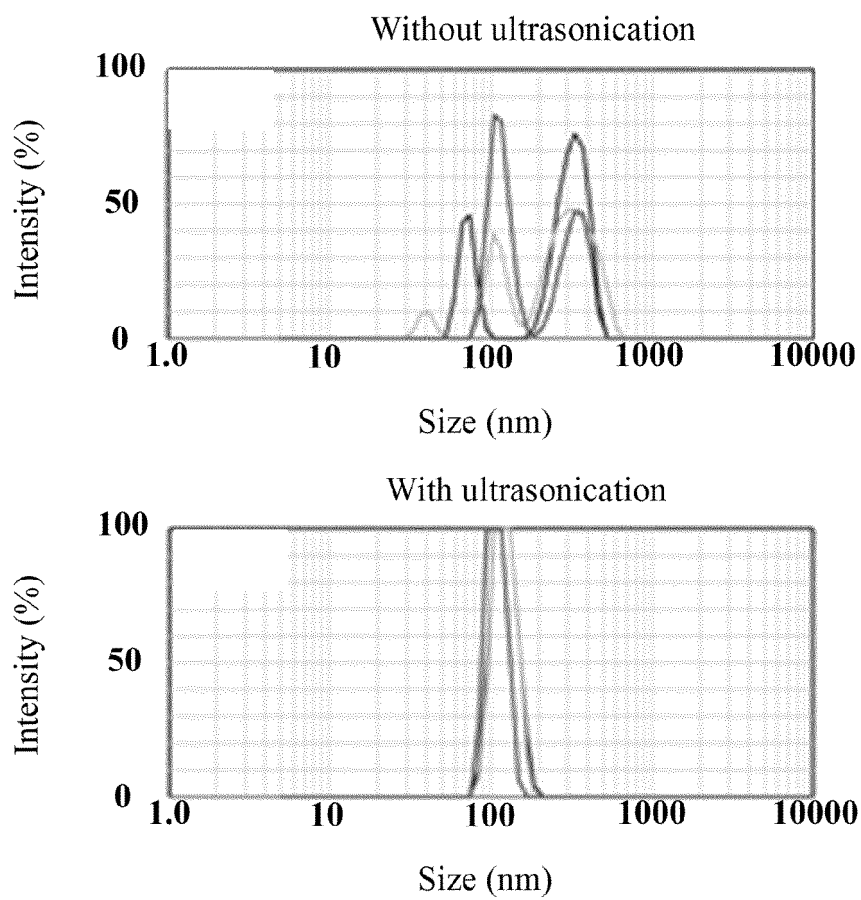 Without ultrasonication
100
50
0
Intensity (%)
1.0 10 100 1000 10000
Size (nm)
With ultrasonication
100
50
0
Intensity (%)
1.0 10 100 1000 10000
Size (nm)